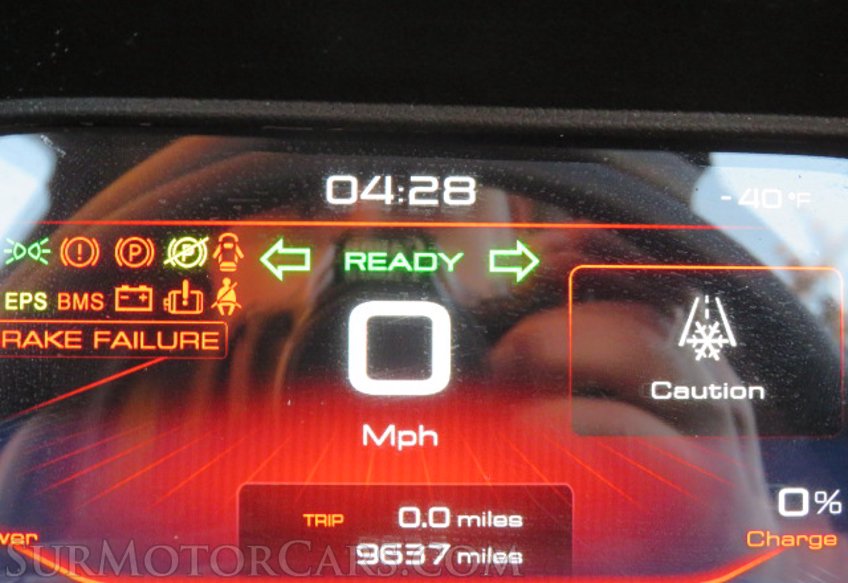 04:28
-40°F
READY
EPS BMS
RAKE FAILURE
0
Mph
Caution
TRIP 0.0 miles
9637 miles
0%
Charge
wer
SURMOTORCARS.COM